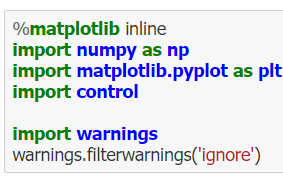 %matplotlib inline
import numpy as np
import matplotlib.pyplot as plt
import control
import warnings
warnings.filterwarnings('ignore')